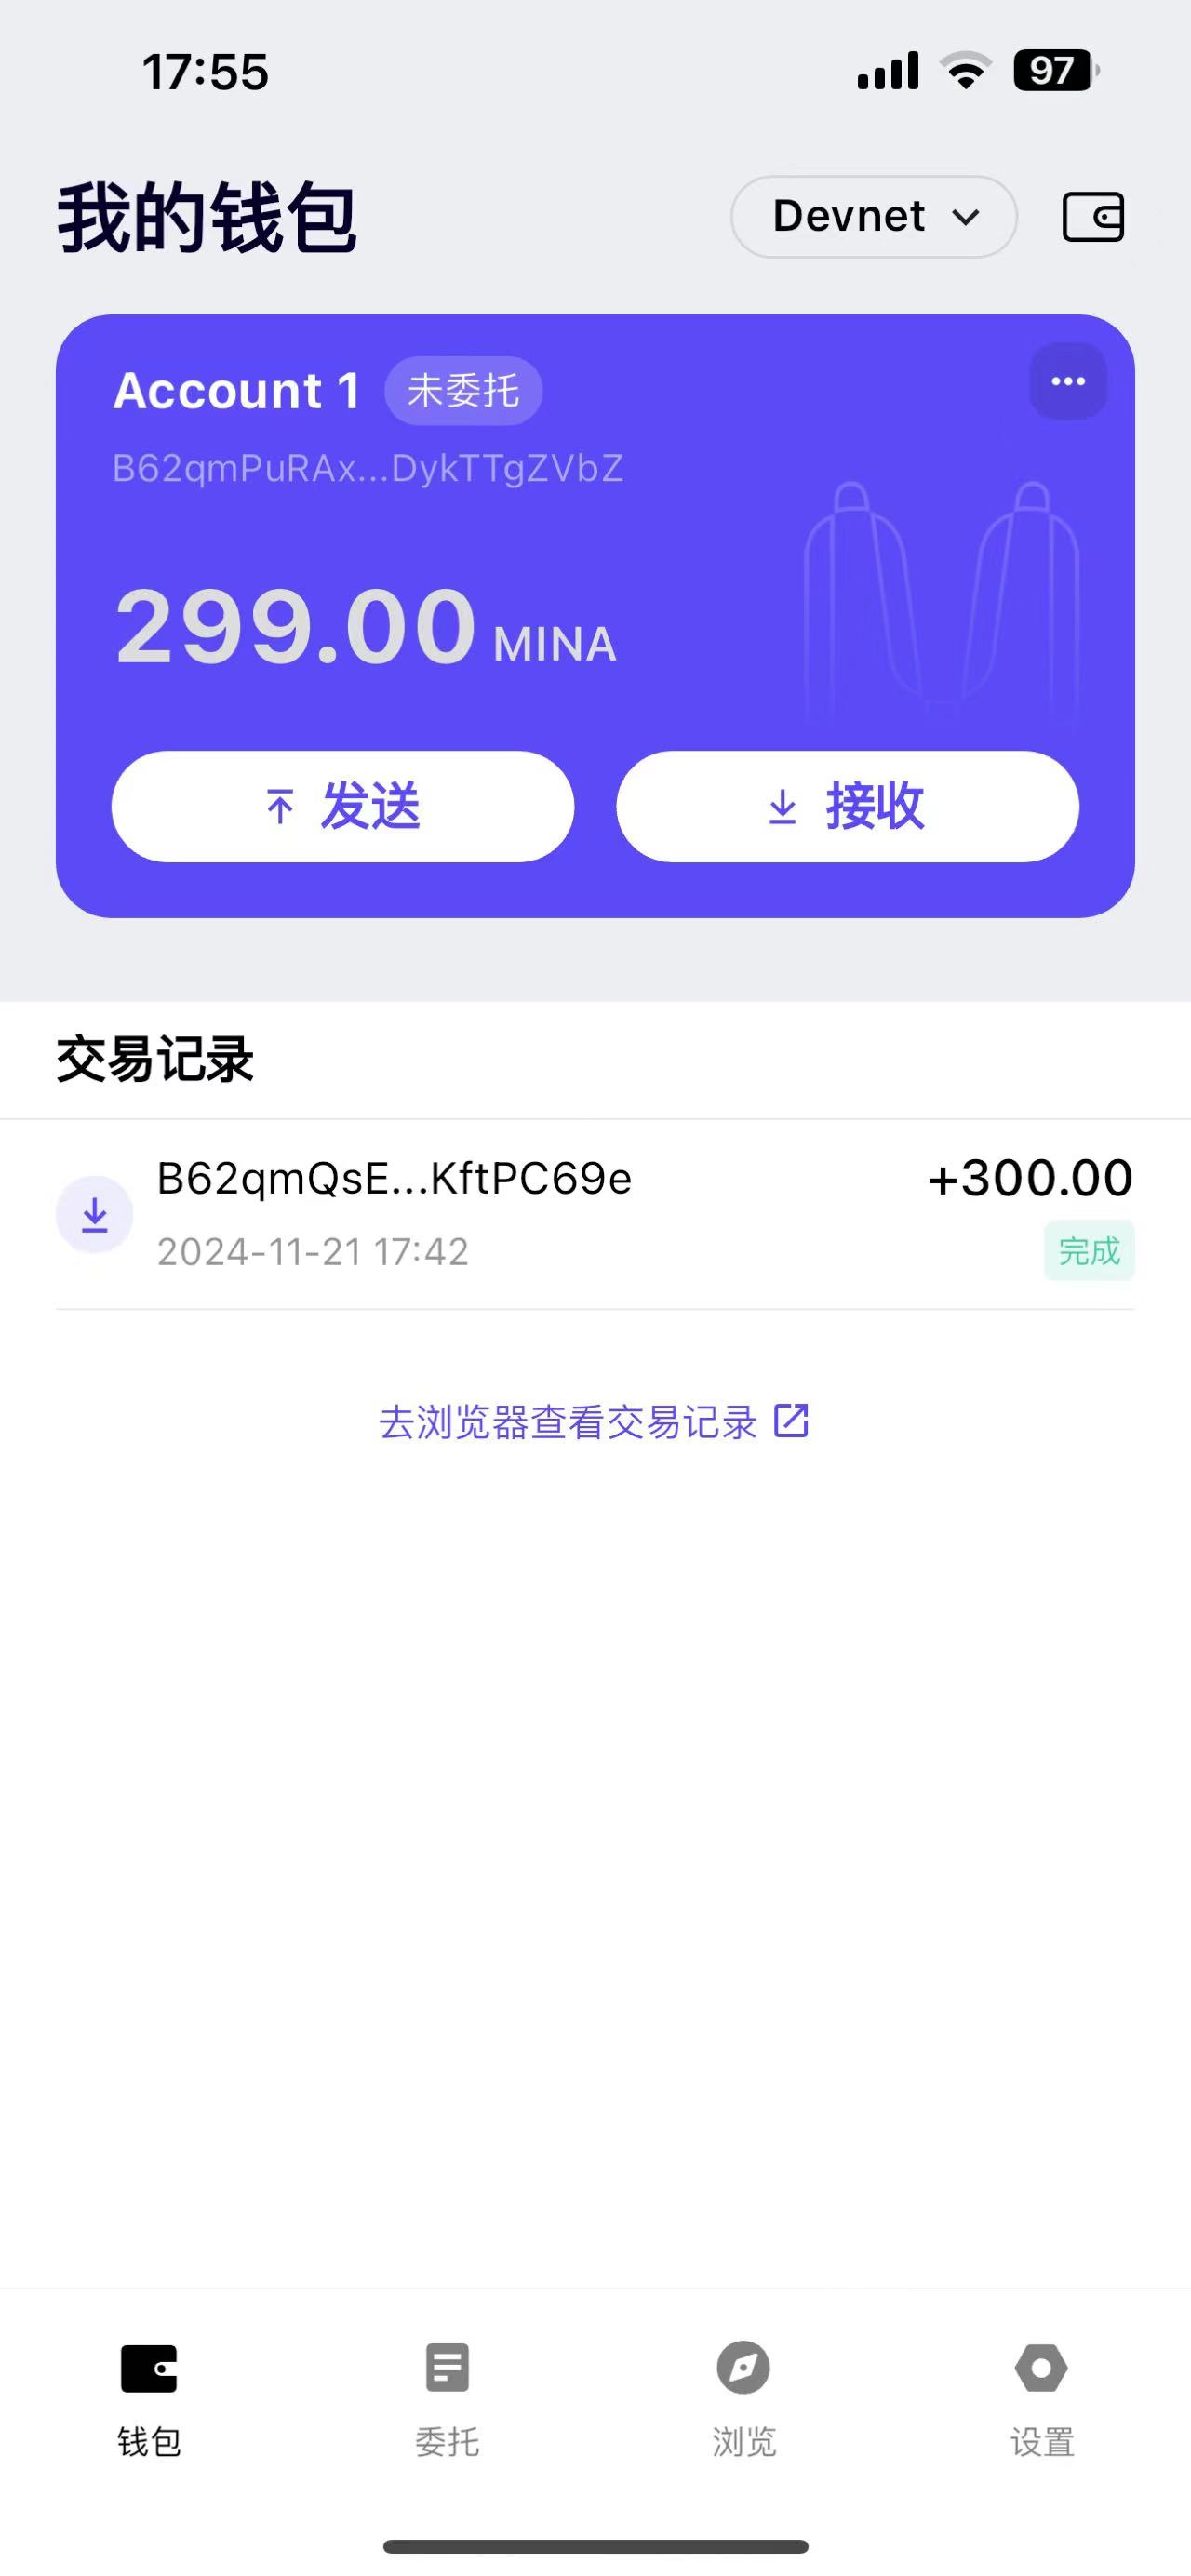 17:55
97
我的钱包
Devnet
Account 1 未委托
B62qmPuRAx...DykTTgZVbZ
299.00 MINA
发送
接收
交易记录
B62qmQsE...KftPC69e
+300.00
2024-11-21 17:42
完成
去浏览器查看交易记录
钱包
委托
浏览
设置